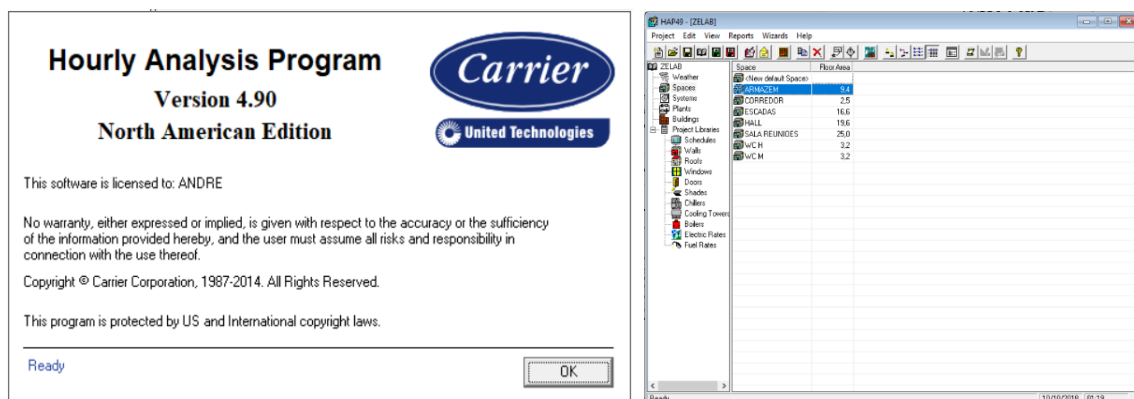 Hourly Analysis Program
Version 4.90
North American Edition
Carrier
United Technologies
This software is licensed to: ANDRE
No warranty, either expressed or implied, is given with respect to the accuracy or the sufficiency
of the information provided hereby, and the user must assume all risks and responsibility in
connection with the use thereof.
Copyright © Carrier Corporation, 1987-2014. All Rights Reserved.
This program is protected by US and International copyright laws.
Ready
OK
HAP49 - [ZELAB]
Project Edit View Reports Wizards Help
ZELAB
Weather
Spaces
Systems
Plants
Buildings
Project Libraries
Schedules
Walls
Roofs
Windows
Doors
Shades
Chillers
Cooling Towers
Boilers
Electric Rates
Fuel Rates
Space Floor Area
<New default Space>
ARMAZEM 9,4
CORREDOR 2,5
ESCADAS 16,6
HALL 19,6
SALA REUNIOES 25,0
WC H 3,2
WC M 3,2
Ready
10/10/2018 01:19